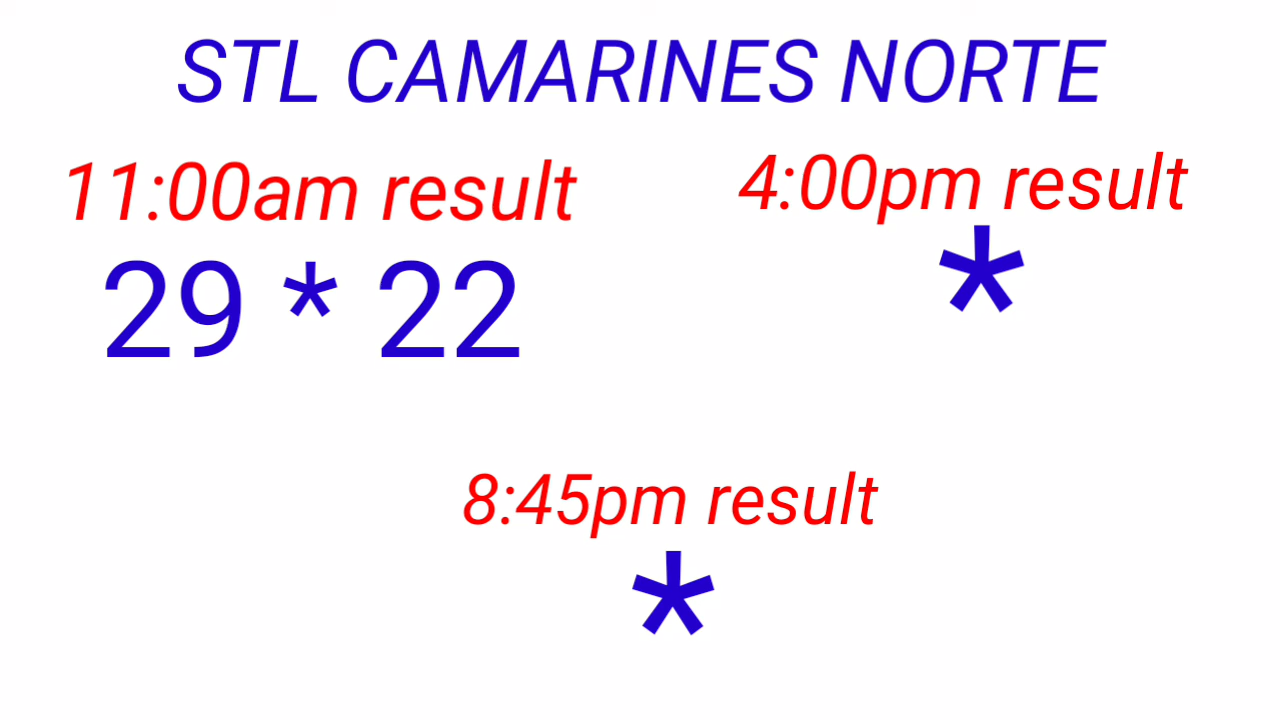 STL CAMARINES NORTE
11:00am result
29 * 22
4:00pm result
*
8:45pm result
*